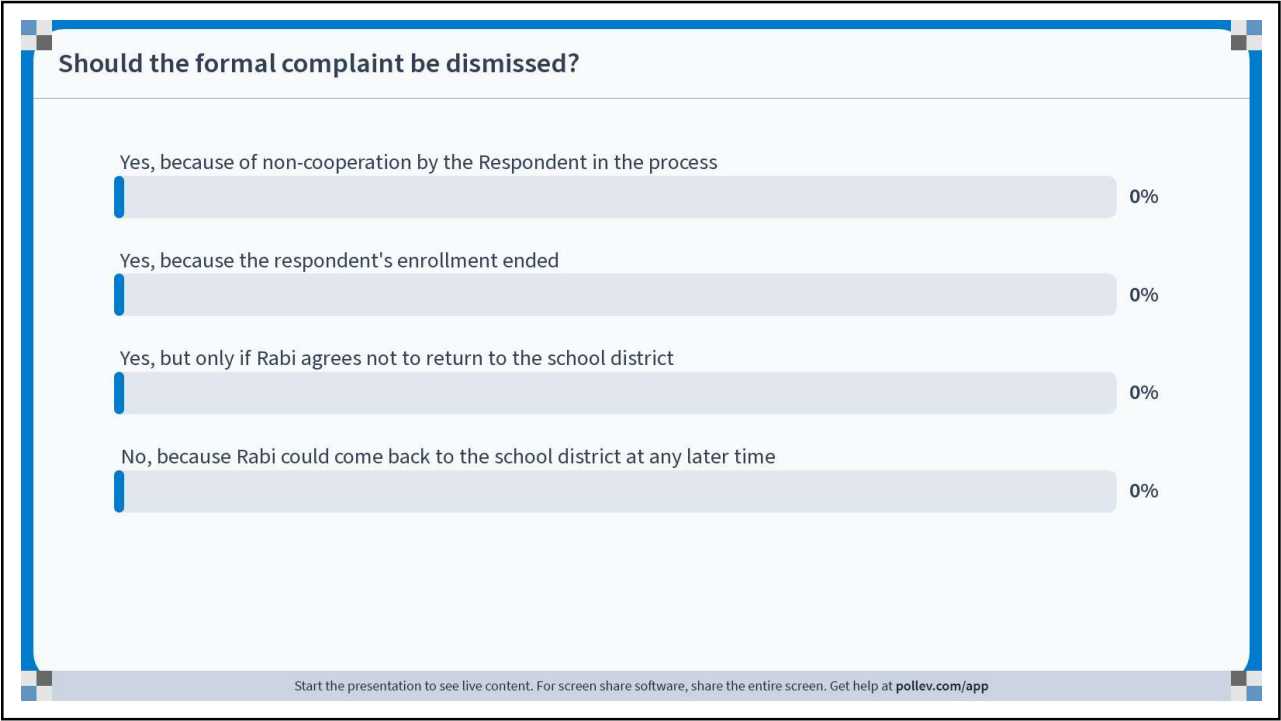 Should the formal complaint be dismissed?
Yes, because of non-cooperation by the Respondent in the process
0%
Yes, because the respondent's enrollment ended
0%
Yes, but only if Rabi agrees not to return to the school district
0%
No, because Rabi could come back to the school district at any later time
0%
Start the presentation to see live content. For screen share software, share the entire screen. Get help at pollev.com/app